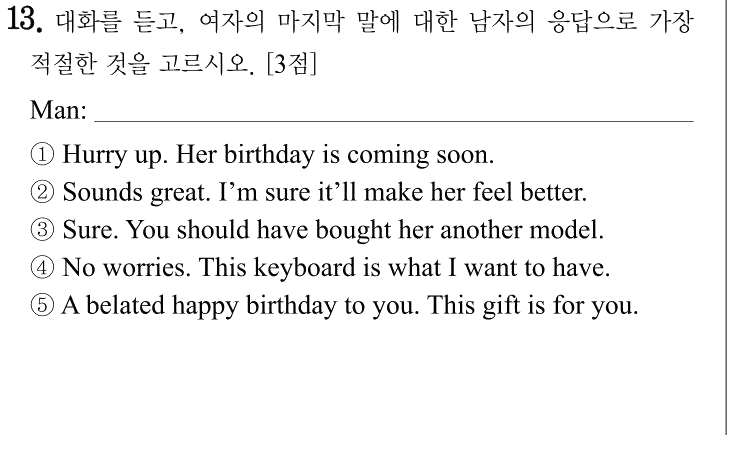 13. 대화를 듣고, 여자의 마지막 말에 대한 남자의 응답으로 가장
적절한 것을 고르시오. [3점]
Man:
① Hurry up. Her birthday is coming soon.
② Sounds great. I'm sure it'll make her feel better.
③ Sure. You should have bought her another model.
④ No worries. This keyboard is what I want to have.
⑤ A belated happy birthday to you. This gift is for you.